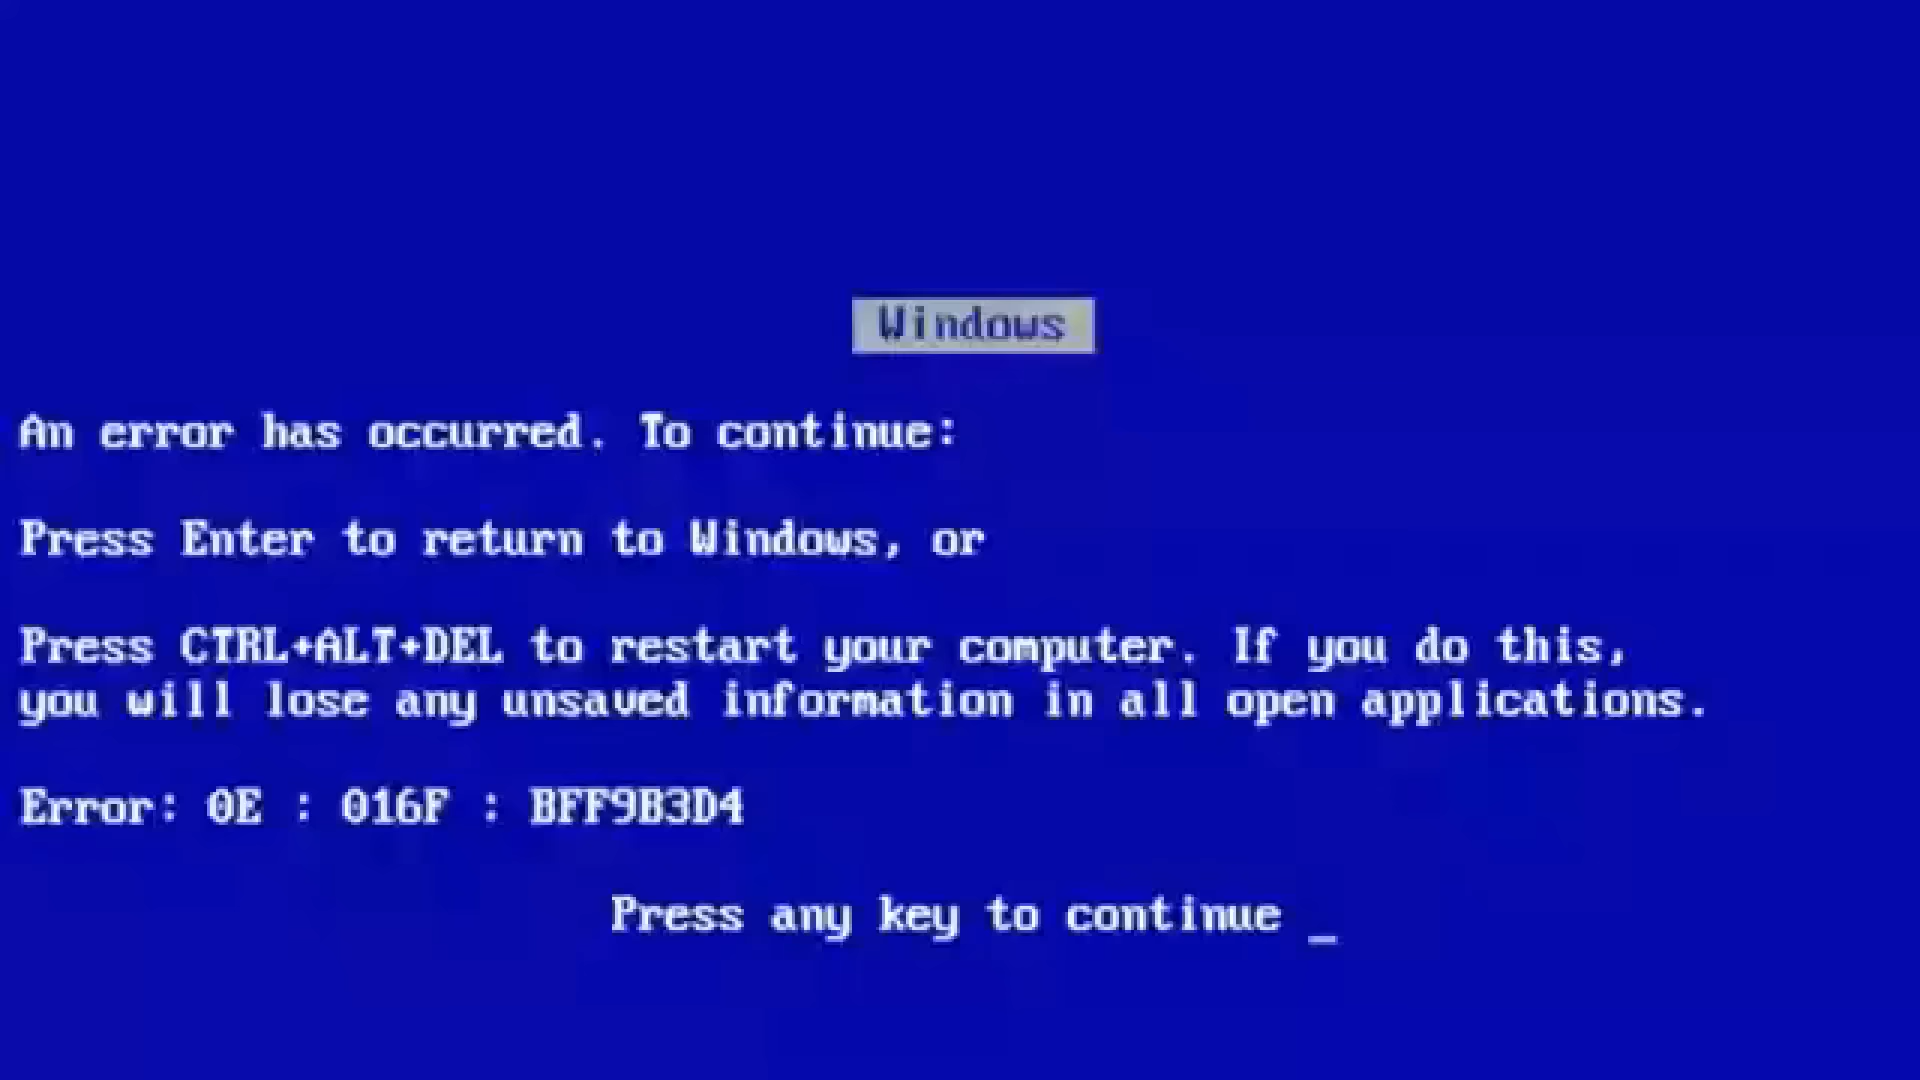 Windows
An error has occurred. To continue:
Press Enter to return to Windows, or
Press CTRL+ALT+DEL to restart your computer. If you do this,
you will lose any unsaved information in all open applications.
Error: 0E : 016F : BFF9B3D4
Press any key to continue _